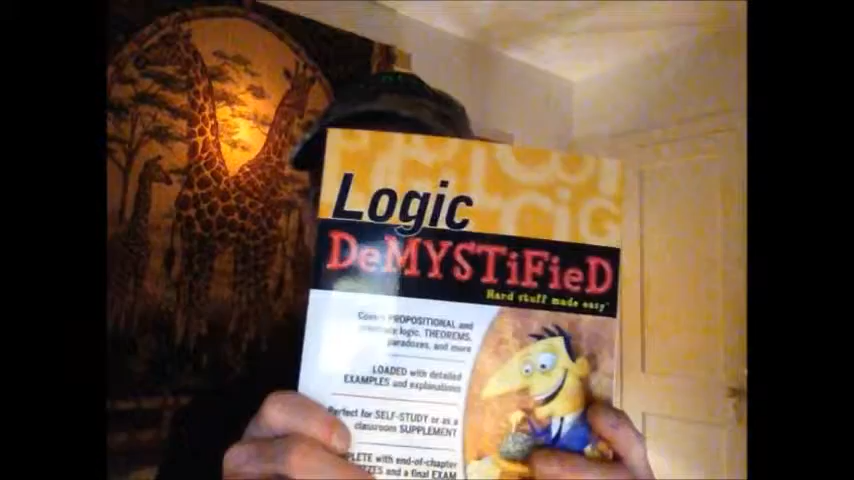 Logic
DeMYSTiFieD
Hard stuff made easy
PROPOSITIONAL and
logic, THEOREMS,
paradoxes, and more
LOADED with detailed
EXAMPLES and explanations
Perfect for SELF-STUDY or as a
classroom SUPPLEMENT
with end-of-chapter
and a final EXAM